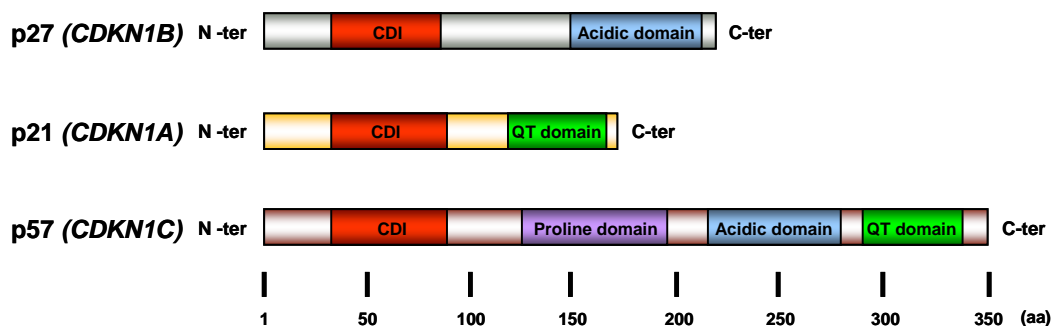 p27 (CDKN1B) N -ter CDI Acidic domain C-ter
p21 (CDKN1A) N -ter CDI QT domain C-ter
p57 (CDKN1C) N -ter CDI Proline domain Acidic domain QT domain C-ter
1 50 100 150 200 250 300 350 (aa)